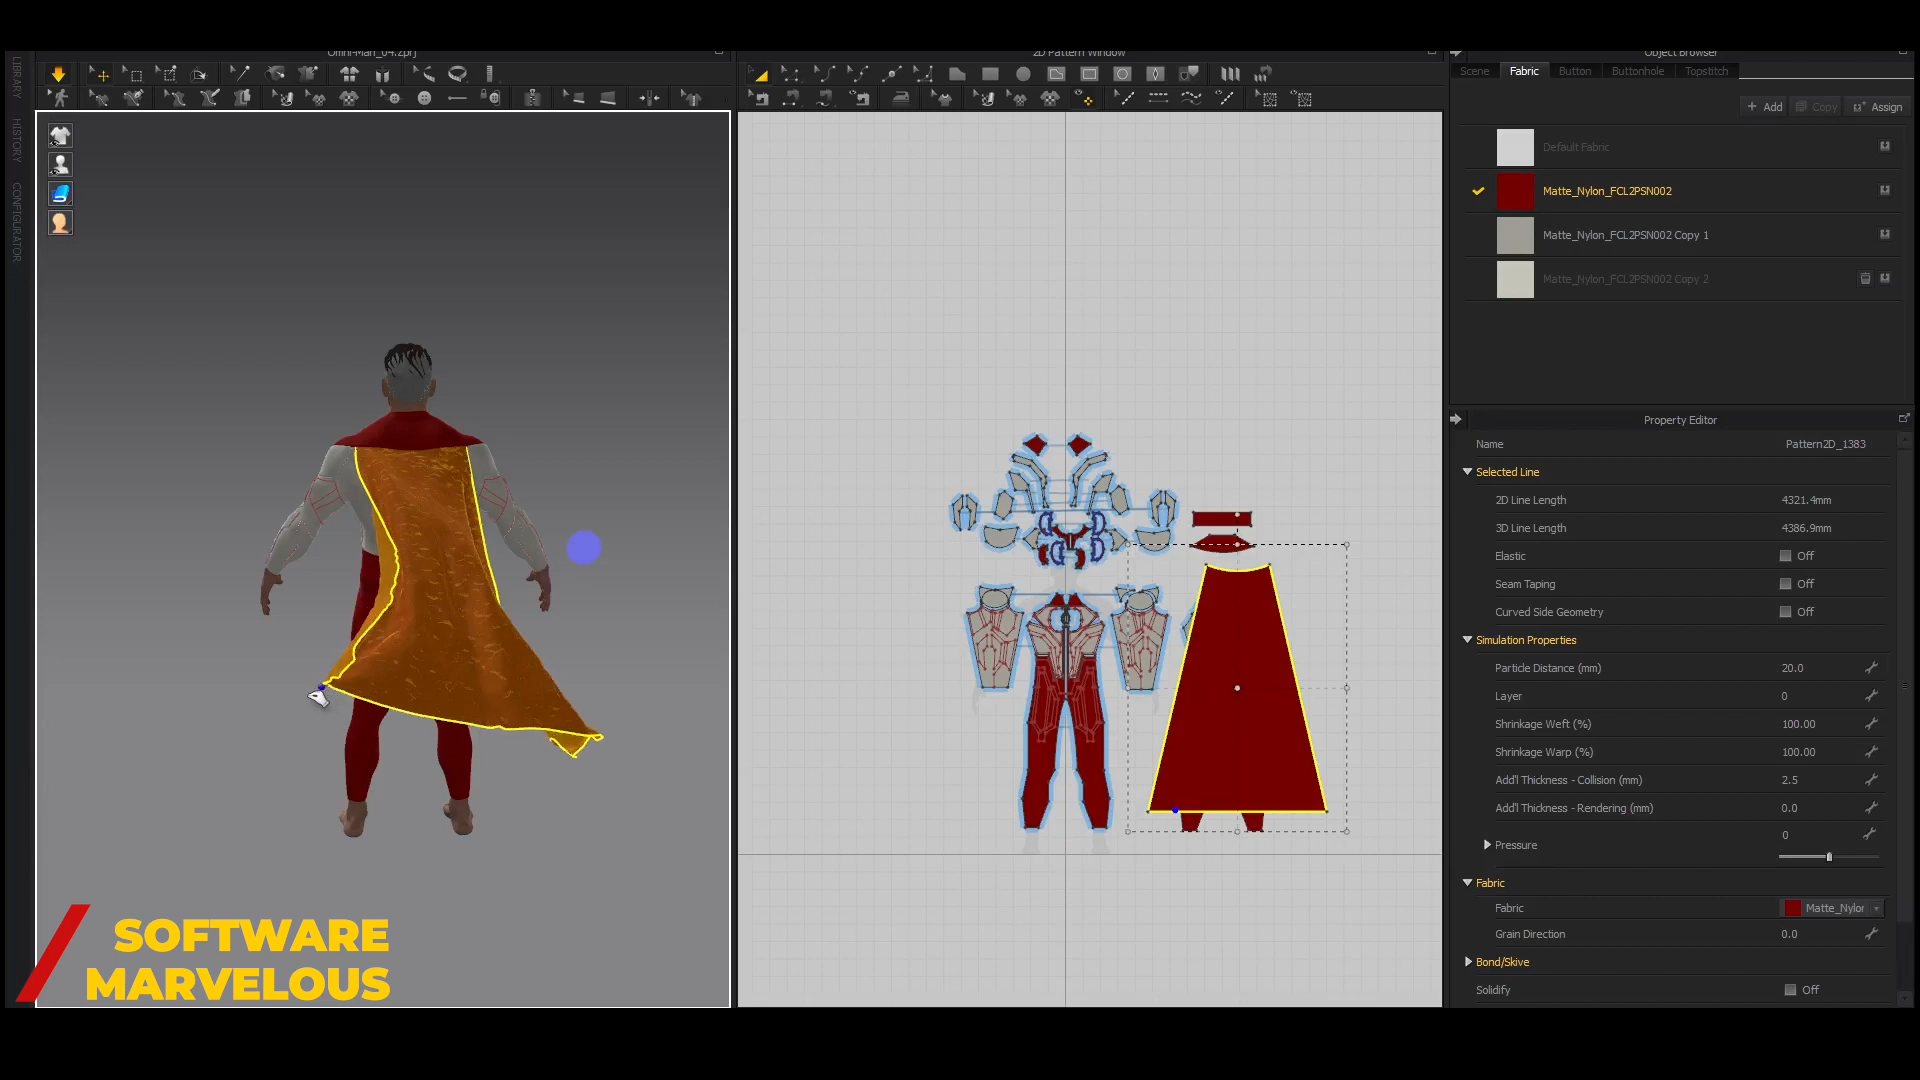 Omni-Man_04.zprj
2D Pattern Window
Object Browser
LIBRARY
HISTORY
CONFIGURATOR
Scene
Fabric
Button
Buttonhole
Topstitch
+ Add
Copy
Assign
Default Fabric
Matte_Nylon_FCL2PSN002
Matte_Nylon_FCL2PSN002 Copy 1
Matte_Nylon_FCL2PSN002 Copy 2
Property Editor
Name Pattern2D_1383
Selected Line
2D Line Length 4321.4mm
3D Line Length 4386.9mm
Elastic Off
Seam Taping Off
Curved Side Geometry Off
Simulation Properties
Particle Distance (mm) 20.0
Layer 0
Shrinkage Weft (%) 100.00
Shrinkage Warp (%) 100.00
Add'l Thickness - Collision (mm) 2.5
Add'l Thickness - Rendering (mm) 0.0
Pressure 0
Fabric
Fabric Matte_Nylor
Grain Direction 0.0
Bond/Skive
Solidify Off
SOFTWARE
MARVELOUS